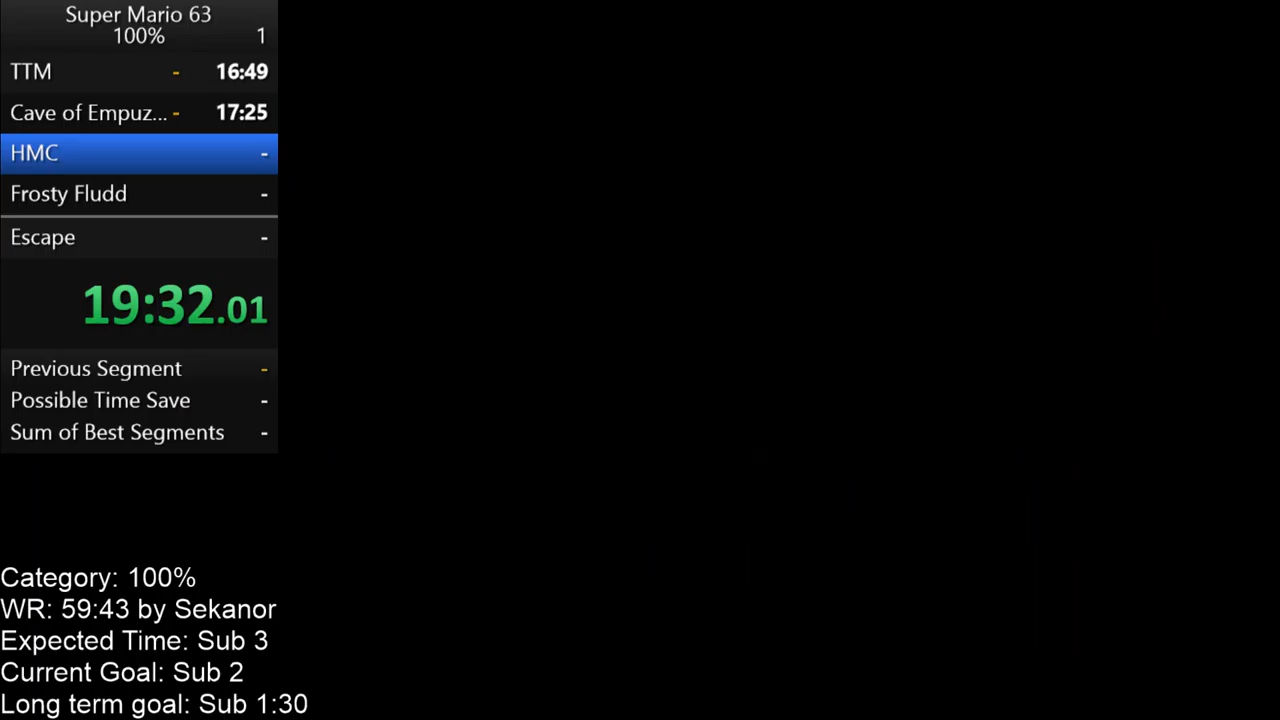 Super Mario 63
100% 1
TTM - 16:49
Cave of Empuz... - 17:25
HMC -
Frosty Fludd -
Escape -
19:32.01
Previous Segment -
Possible Time Save -
Sum of Best Segments -
Category: 100%
WR: 59:43 by Sekanor
Expected Time: Sub 3
Current Goal: Sub 2
Long term goal: Sub 1:30